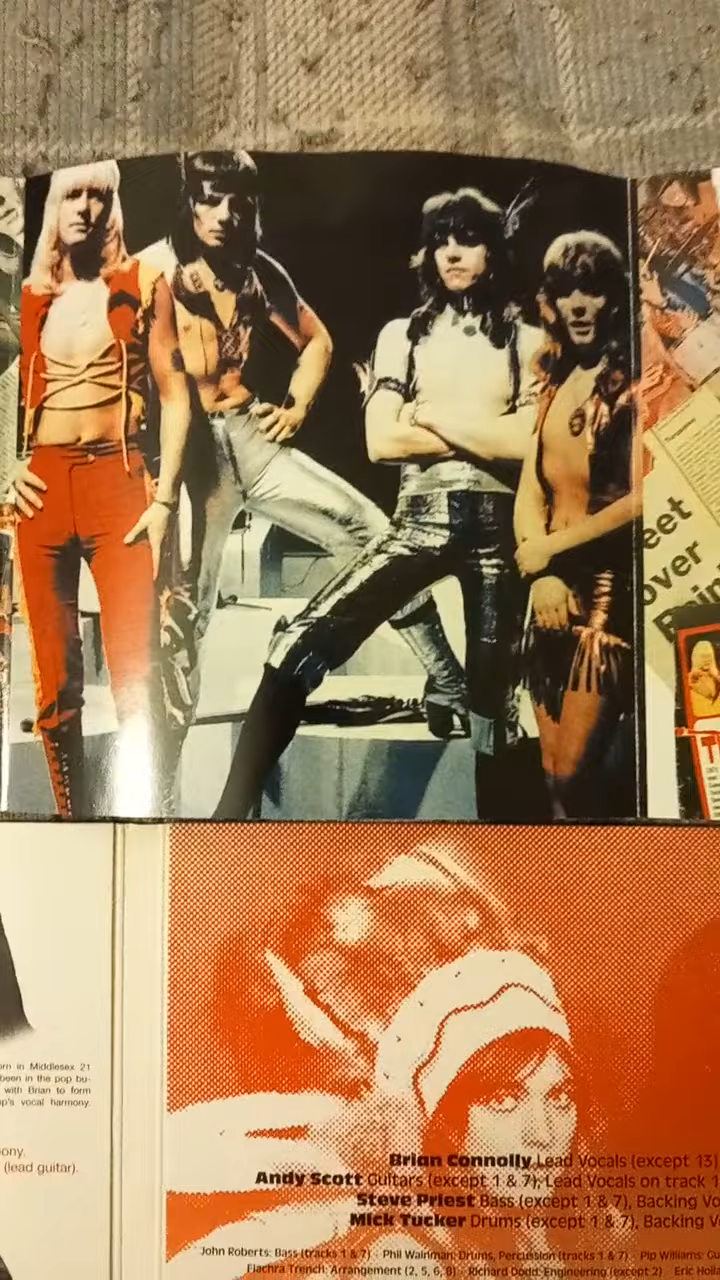 eet
over
orn in Middlesex 21
been in the pop bu-
with Brian to form
p's vocal harmony.
ony.
(lead guitar).
Brian Connolly Lead Vocals (except 13)
Andy Scott Guitars (except 1 & 7), Lead Vocals on track 1
Steve Priest Bass (except 1 & 7), Backing Vo
Mick Tucker Drums (except 1 & 7), Backing V
John Roberts: Bass (tracks 1 & 7) · Phil Wainman: Drums, Percussion (tracks 1 & 7) · Pip Williams: Gu
Fiachra Trench: Arrangement (2, 5, 6, 8) · Richard Dodd: Engineering (except 2) · Eric Holla